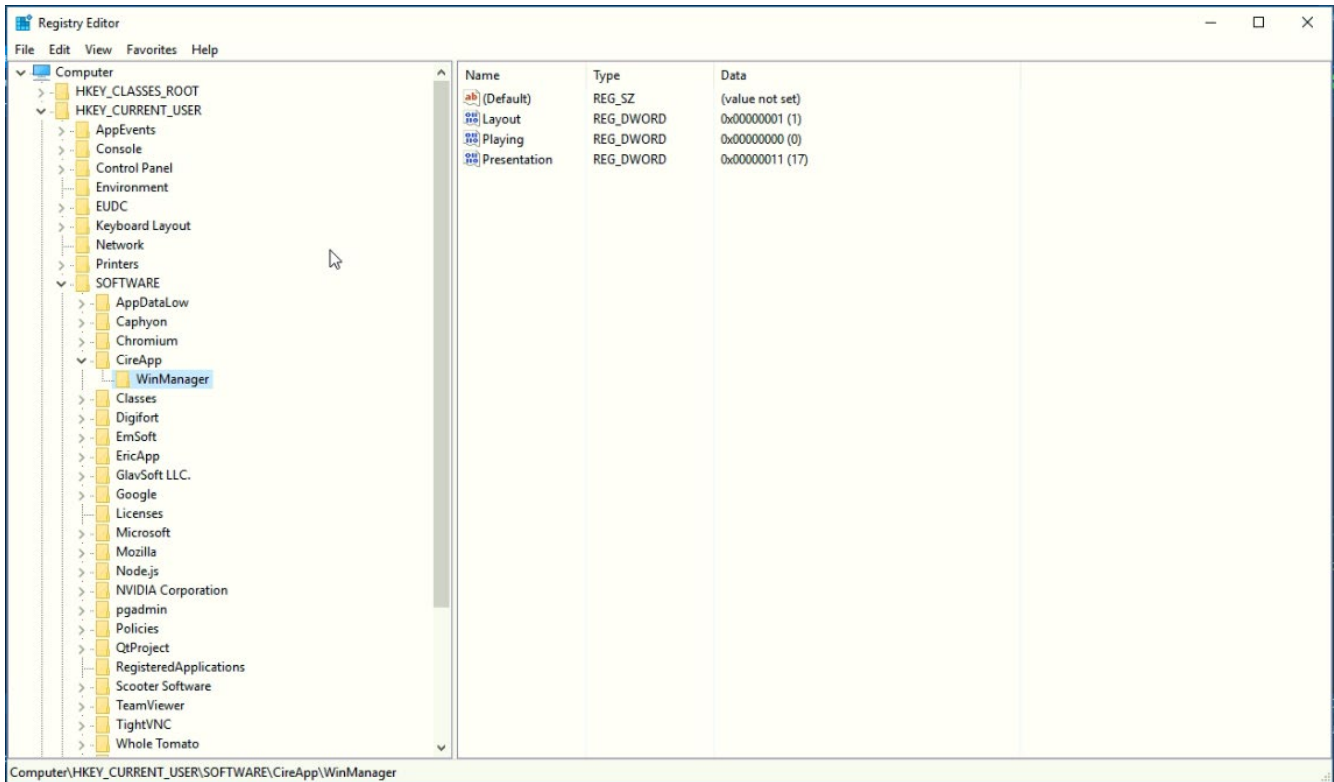 Registry Editor
File Edit View Favorites Help
Computer
HKEY_CLASSES_ROOT
HKEY_CURRENT_USER
AppEvents
Console
Control Panel
Environment
EUDC
Keyboard Layout
Network
Printers
SOFTWARE
AppDataLow
Caphyon
Chromium
CireApp
WinManager
Classes
Digifort
EmSoft
EricApp
GlavSoft LLC.
Google
Licenses
Microsoft
Mozilla
Node.js
NVIDIA Corporation
pgadmin
Policies
QtProject
RegisteredApplications
Scooter Software
TeamViewer
TightVNC
Whole Tomato
Name Type Data
(Default) REG_SZ (value not set)
Layout REG_DWORD 0x00000001 (1)
Playing REG_DWORD 0x00000000 (0)
Presentation REG_DWORD 0x00000011 (17)
Computer\HKEY_CURRENT_USER\SOFTWARE\CireApp\WinManager